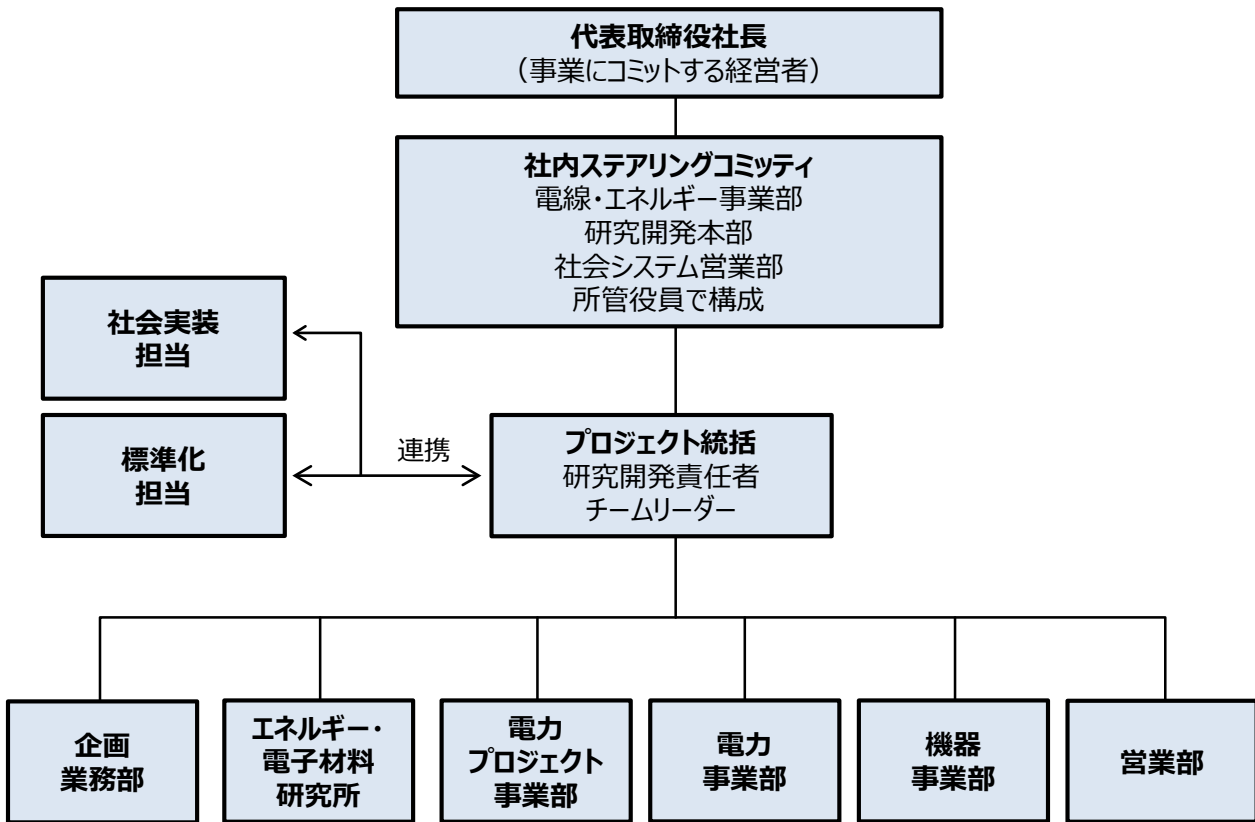 代表取締役社長
（事業にコミットする経営者）
社内ステアリングコミッティ
電線・エネルギー事業部
研究開発本部
社会システム営業部
所管役員で構成
社会実装
担当
標準化
担当
連携
プロジェクト統括
研究開発責任者
チームリーダー
企画
業務部
エネルギー・
電子材料
研究所
電力
プロジェクト
事業部
電力
事業部
機器
事業部
営業部